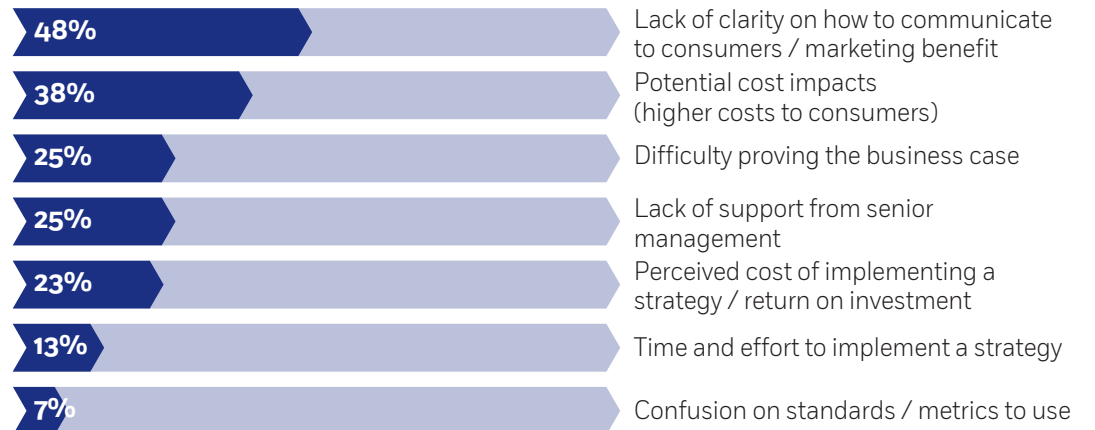 48%
Lack of clarity on how to communicate
to consumers / marketing benefit
38%
Potential cost impacts
(higher costs to consumers)
25%
Difficulty proving the business case
25%
Lack of support from senior
management
23%
Perceived cost of implementing a
strategy / return on investment
13%
Time and effort to implement a strategy
7%
Confusion on standards / metrics to use